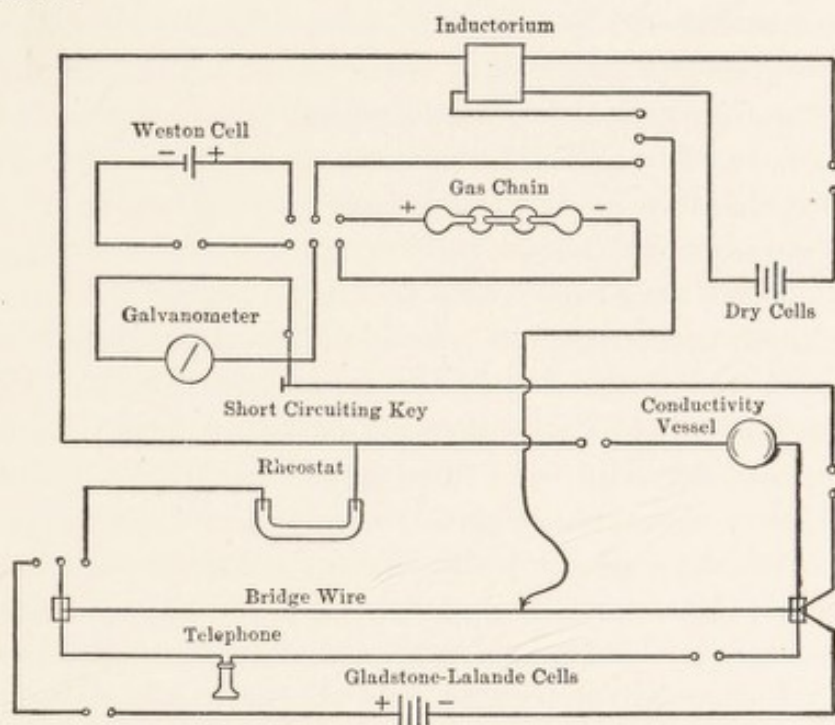 Inductorium
Weston Cell
− +
Gas Chain
+ −
Dry Cells
Galvanometer
Short Circuiting Key
Conductivity
Vessel
Rheostat
Bridge Wire
Telephone
Gladstone-Lalande Cells
+ −